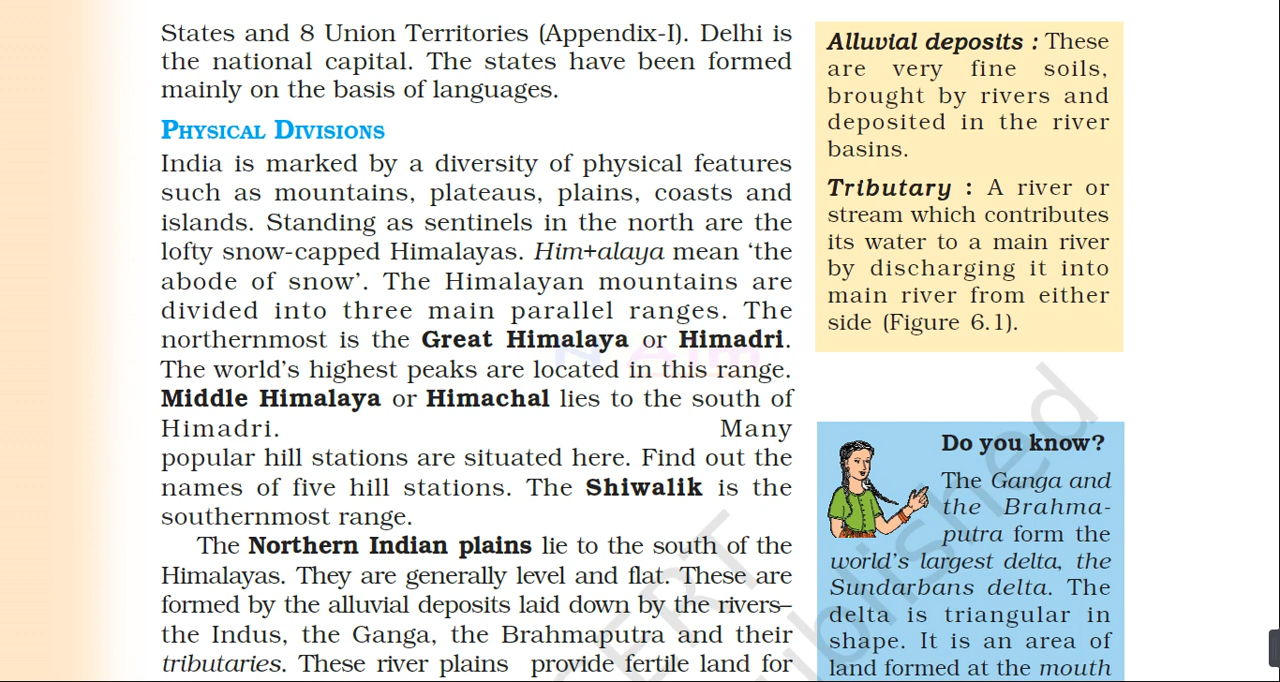 States and 8 Union Territories (Appendix-I). Delhi is
the national capital. The states have been formed
mainly on the basis of languages.
PHYSICAL DIVISIONS
India is marked by a diversity of physical features
such as mountains, plateaus, plains, coasts and
islands. Standing as sentinels in the north are the
lofty snow-capped Himalayas. Him+alaya mean ‘the
abode of snow’. The Himalayan mountains are
divided into three main parallel ranges. The
northernmost is the Great Himalaya or Himadri.
The world’s highest peaks are located in this range.
Middle Himalaya or Himachal lies to the south of
Himadri. Many
popular hill stations are situated here. Find out the
names of five hill stations. The Shiwalik is the
southernmost range.
The Northern Indian plains lie to the south of the
Himalayas. They are generally level and flat. These are
formed by the alluvial deposits laid down by the rivers–
the Indus, the Ganga, the Brahmaputra and their
tributaries. These river plains provide fertile land for
Alluvial deposits : These
are very fine soils,
brought by rivers and
deposited in the river
basins.
Tributary : A river or
stream which contributes
its water to a main river
by discharging it into
main river from either
side (Figure 6.1).
Do you know?
The Ganga and
the Brahma-
putra form the
world’s largest delta, the
Sundarbans delta. The
delta is triangular in
shape. It is an area of
land formed at the mouth